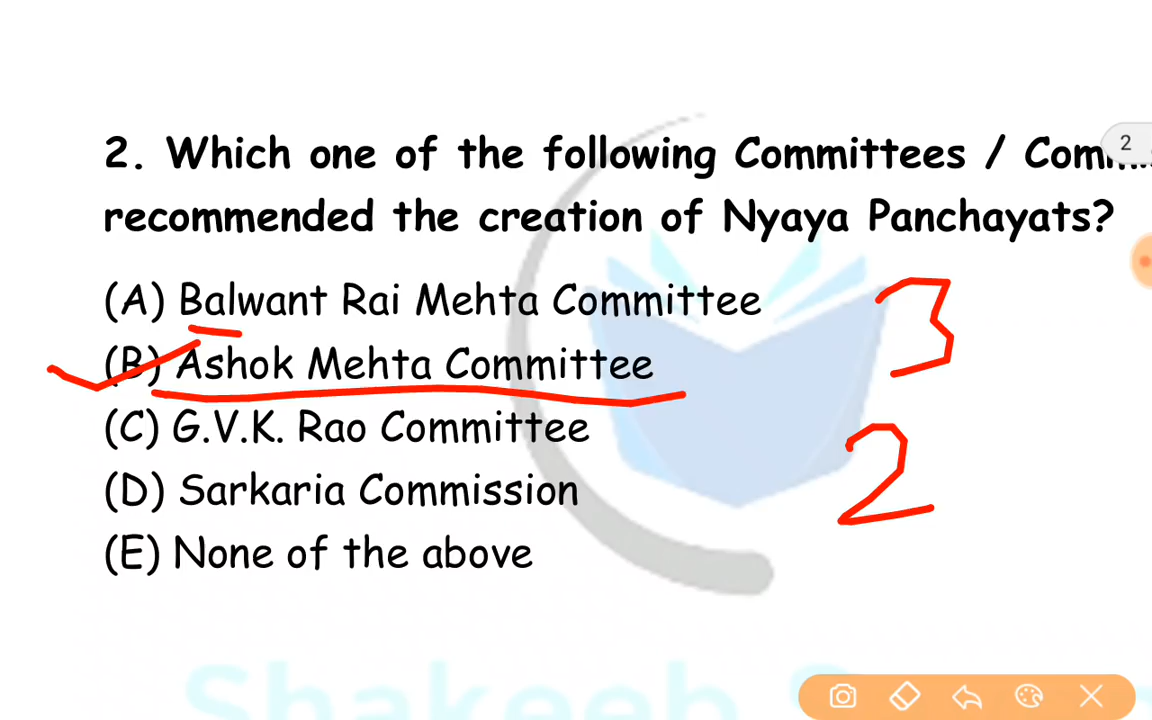 2. Which one of the following Committees /
2
recommended the creation of Nyaya Panchayats?
(A) Balwant Rai Mehta Committee
3
(B) Ashok Mehta Committee
(C) G.V.K. Rao Committee
2
(D) Sarkaria Commission
(E) None of the above
Shakeeb